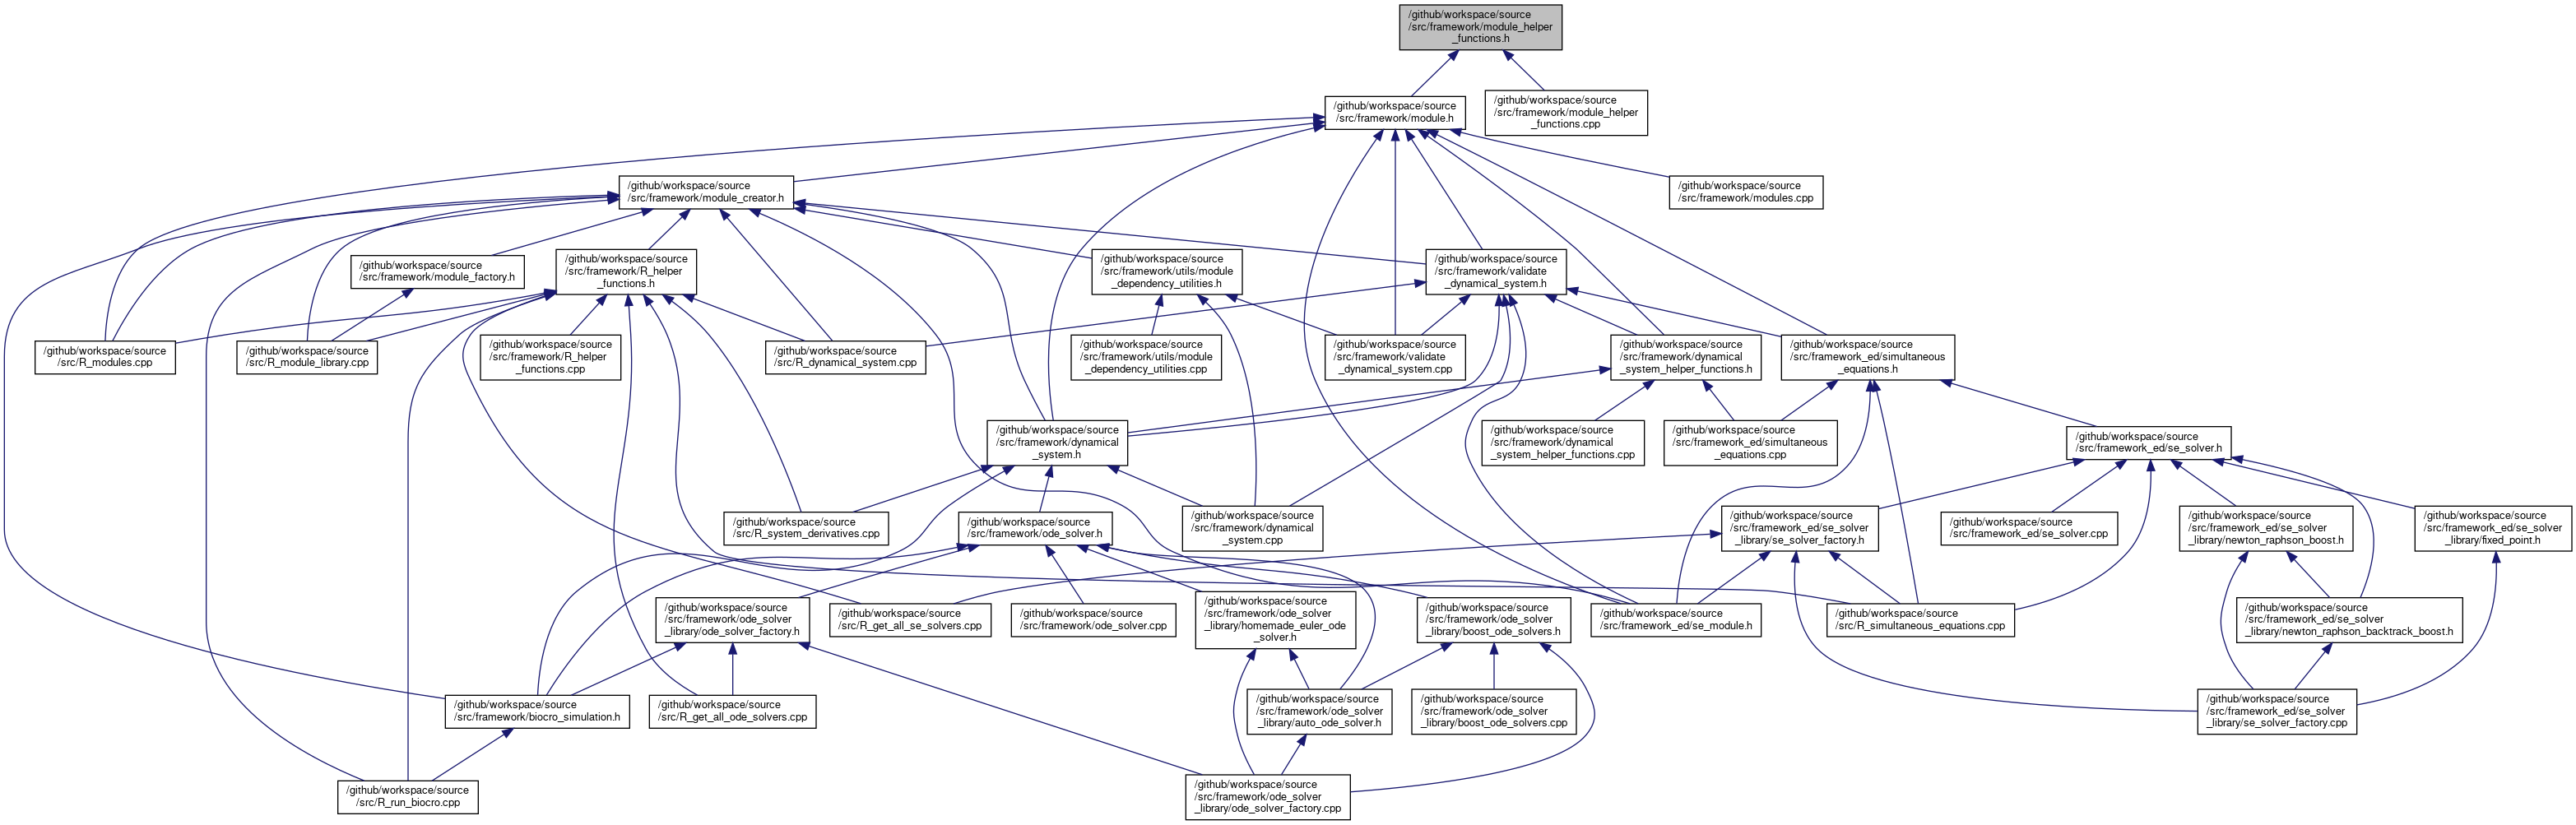 /github/workspace/source
/src/framework/module_helper
_functions.h
/github/workspace/source
/src/framework/module.h
/github/workspace/source
/src/framework/module_helper
_functions.cpp
/github/workspace/source
/src/framework/module_creator.h
/github/workspace/source
/src/framework/modules.cpp
/github/workspace/source
/src/framework/module_factory.h
/github/workspace/source
/src/framework/R_helper
_functions.h
/github/workspace/source
/src/framework/utils/module
_dependency_utilities.h
/github/workspace/source
/src/framework/validate
_dynamical_system.h
/github/workspace/source
/src/R_modules.cpp
/github/workspace/source
/src/R_module_library.cpp
/github/workspace/source
/src/framework/R_helper
_functions.cpp
/github/workspace/source
/src/R_dynamical_system.cpp
/github/workspace/source
/src/framework/utils/module
_dependency_utilities.cpp
/github/workspace/source
/src/framework/validate
_dynamical_system.cpp
/github/workspace/source
/src/framework/dynamical
_system_helper_functions.h
/github/workspace/source
/src/framework_ed/simultaneous
_equations.h
/github/workspace/source
/src/framework/dynamical
_system.h
/github/workspace/source
/src/framework/dynamical
_system_helper_functions.cpp
/github/workspace/source
/src/framework_ed/simultaneous
_equations.cpp
/github/workspace/source
/src/framework_ed/se_solver.h
/github/workspace/source
/src/R_system_derivatives.cpp
/github/workspace/source
/src/framework/ode_solver.h
/github/workspace/source
/src/framework/dynamical
_system.cpp
/github/workspace/source
/src/framework_ed/se_solver
_library/se_solver_factory.h
/github/workspace/source
/src/framework_ed/se_solver.cpp
/github/workspace/source
/src/framework_ed/se_solver
_library/newton_raphson_boost.h
/github/workspace/source
/src/framework_ed/se_solver
_library/fixed_point.h
/github/workspace/source
/src/framework/ode_solver
_library/ode_solver_factory.h
/github/workspace/source
/src/R_get_all_se_solvers.cpp
/github/workspace/source
/src/framework/ode_solver.cpp
/github/workspace/source
/src/framework/ode_solver
_library/homemade_euler_ode
_solver.h
/github/workspace/source
/src/framework/ode_solver
_library/boost_ode_solvers.h
/github/workspace/source
/src/framework_ed/se_module.h
/github/workspace/source
/src/R_simultaneous_equations.cpp
/github/workspace/source
/src/framework_ed/se_solver
_library/newton_raphson_backtrack_boost.h
/github/workspace/source
/src/framework/biocro_simulation.h
/github/workspace/source
/src/R_get_all_ode_solvers.cpp
/github/workspace/source
/src/framework/ode_solver
_library/auto_ode_solver.h
/github/workspace/source
/src/framework/ode_solver
_library/boost_ode_solvers.cpp
/github/workspace/source
/src/framework_ed/se_solver
_library/se_solver_factory.cpp
/github/workspace/source
/src/R_run_biocro.cpp
/github/workspace/source
/src/framework/ode_solver
_library/ode_solver_factory.cpp